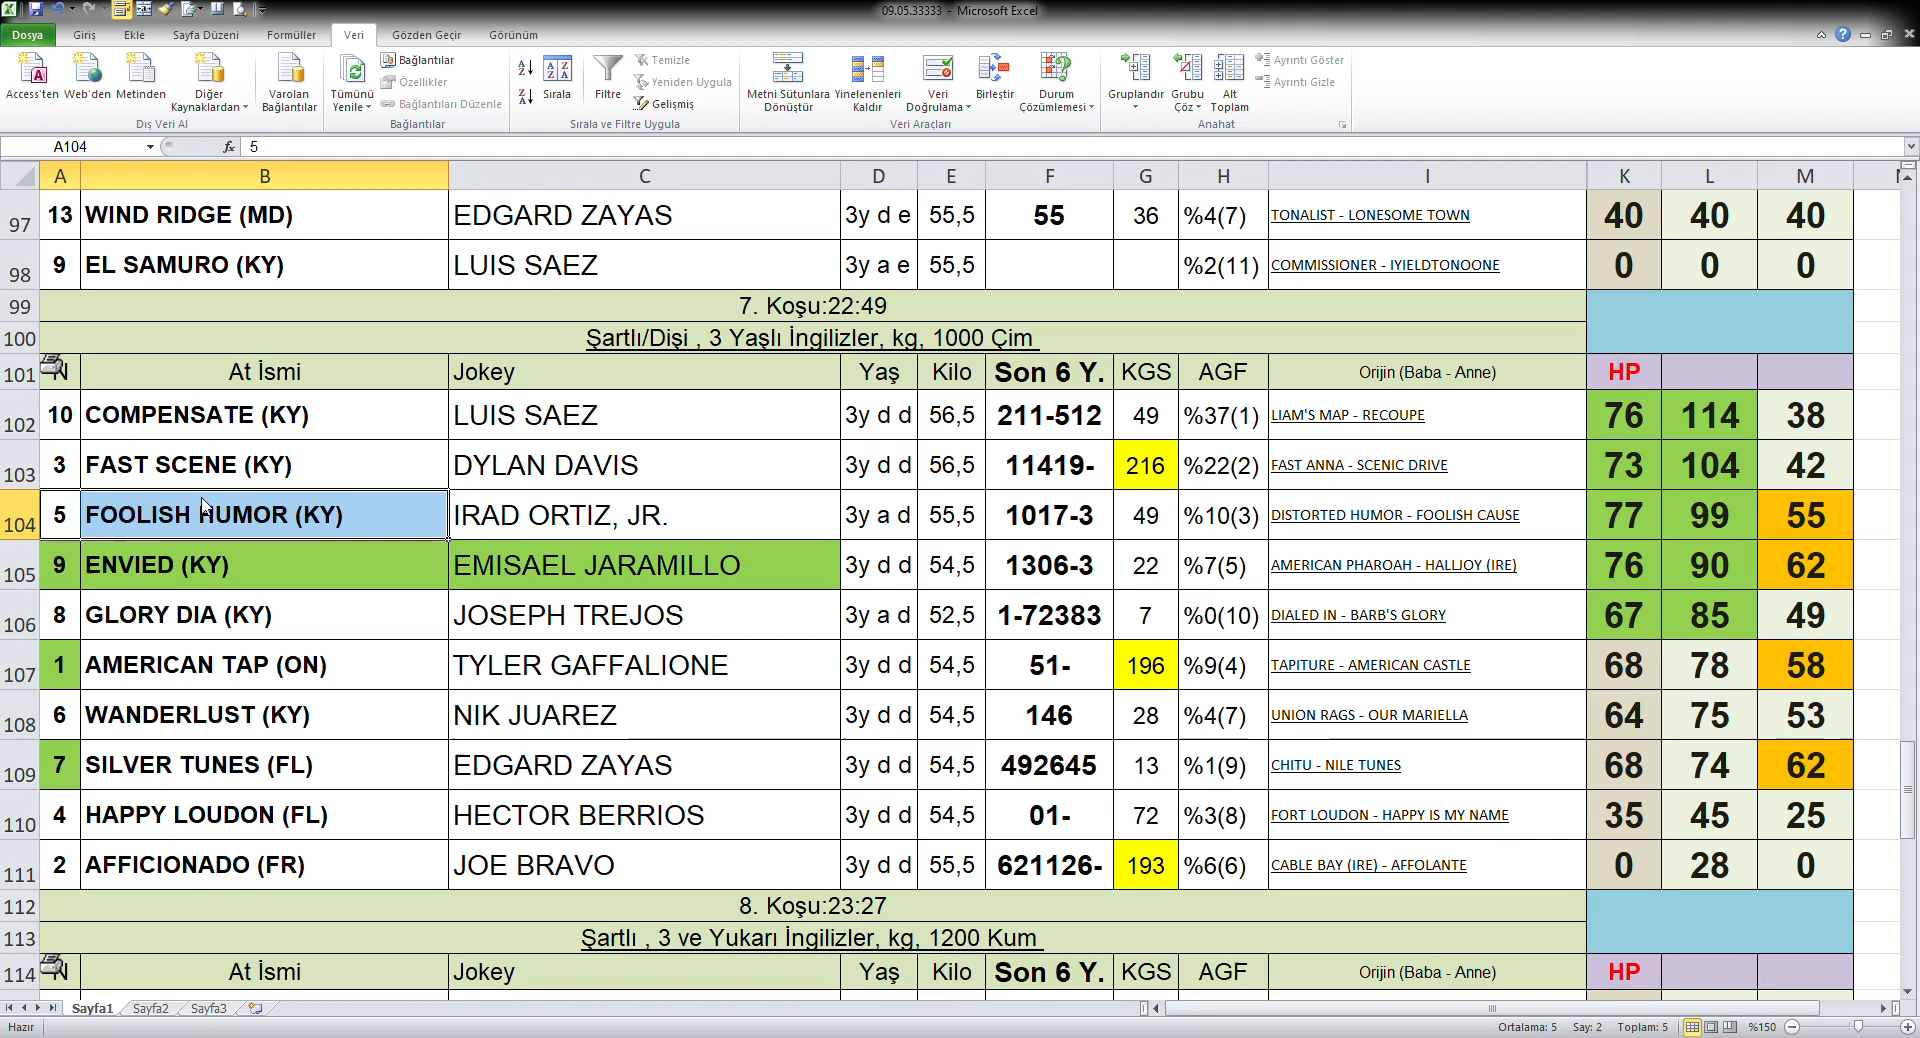 09.05.33333 - Microsoft Excel
Dosya Giriş Ekle Sayfa Düzeni Formüller Veri Gözden Geçir Görünüm
Access'ten Web'den Metinden Diğer Kaynaklardan Varolan Bağlantılar
Dış Veri Al
Tümünü Yenile Bağlantılar Özellikler Bağlantıları Düzenle
Bağlantılar
Sırala Filtre Temizle Yeniden Uygula Gelişmiş
Sırala ve Filtre Uygula
Metni Sütunlara Dönüştür Yinelenenleri Kaldır Veri Doğrulama Birleştir Durum Çözümlemesi
Veri Araçları
Gruplandır Grubu Çöz Alt Toplam Ayrıntı Göster Ayrıntı Gizle
Anahat
A104 fx 5
A B C D E F G H I K L M
97 13 WIND RIDGE (MD) EDGARD ZAYAS 3y d e 55,5 55 36 %4(7) TONALIST - LONESOME TOWN 40 40 40
98 9 EL SAMURO (KY) LUIS SAEZ 3y a e 55,5 %2(11) COMMISSIONER - IYIELDTONOONE 0 0 0
99 7. Koşu:22:49
100 Şartlı/Dişi , 3 Yaşlı İngilizler, kg, 1000 Çim
101 N At İsmi Jokey Yaş Kilo Son 6 Y. KGS AGF Orijin (Baba - Anne) HP
102 10 COMPENSATE (KY) LUIS SAEZ 3y d d 56,5 211-512 49 %37(1) LIAM'S MAP - RECOUPE 76 114 38
103 3 FAST SCENE (KY) DYLAN DAVIS 3y d d 56,5 11419- 216 %22(2) FAST ANNA - SCENIC DRIVE 73 104 42
104 5 FOOLISH HUMOR (KY) IRAD ORTIZ, JR. 3y a d 55,5 1017-3 49 %10(3) DISTORTED HUMOR - FOOLISH CAUSE 77 99 55
105 9 ENVIED (KY) EMISAEL JARAMILLO 3y d d 54,5 1306-3 22 %7(5) AMERICAN PHAROAH - HALLJOY (IRE) 76 90 62
106 8 GLORY DIA (KY) JOSEPH TREJOS 3y a d 52,5 1-72383 7 %0(10) DIALED IN - BARB'S GLORY 67 85 49
107 1 AMERICAN TAP (ON) TYLER GAFFALIONE 3y d d 54,5 51- 196 %9(4) TAPITURE - AMERICAN CASTLE 68 78 58
108 6 WANDERLUST (KY) NIK JUAREZ 3y d d 54,5 146 28 %4(7) UNION RAGS - OUR MARIELLA 64 75 53
109 7 SILVER TUNES (FL) EDGARD ZAYAS 3y d d 54,5 492645 13 %1(9) CHITU - NILE TUNES 68 74 62
110 4 HAPPY LOUDON (FL) HECTOR BERRIOS 3y d d 54,5 01- 72 %3(8) FORT LOUDON - HAPPY IS MY NAME 35 45 25
111 2 AFFICIONADO (FR) JOE BRAVO 3y d d 55,5 621126- 193 %6(6) CABLE BAY (IRE) - AFFOLANTE 0 28 0
112 8. Koşu:23:27
113 Şartlı , 3 ve Yukarı İngilizler, kg, 1200 Kum
114 N At İsmi Jokey Yaş Kilo Son 6 Y. KGS AGF Orijin (Baba - Anne) HP
Sayfa1 Sayfa2 Sayfa3
Hazır Ortalama: 5 Say: 2 Toplam: 5 %150